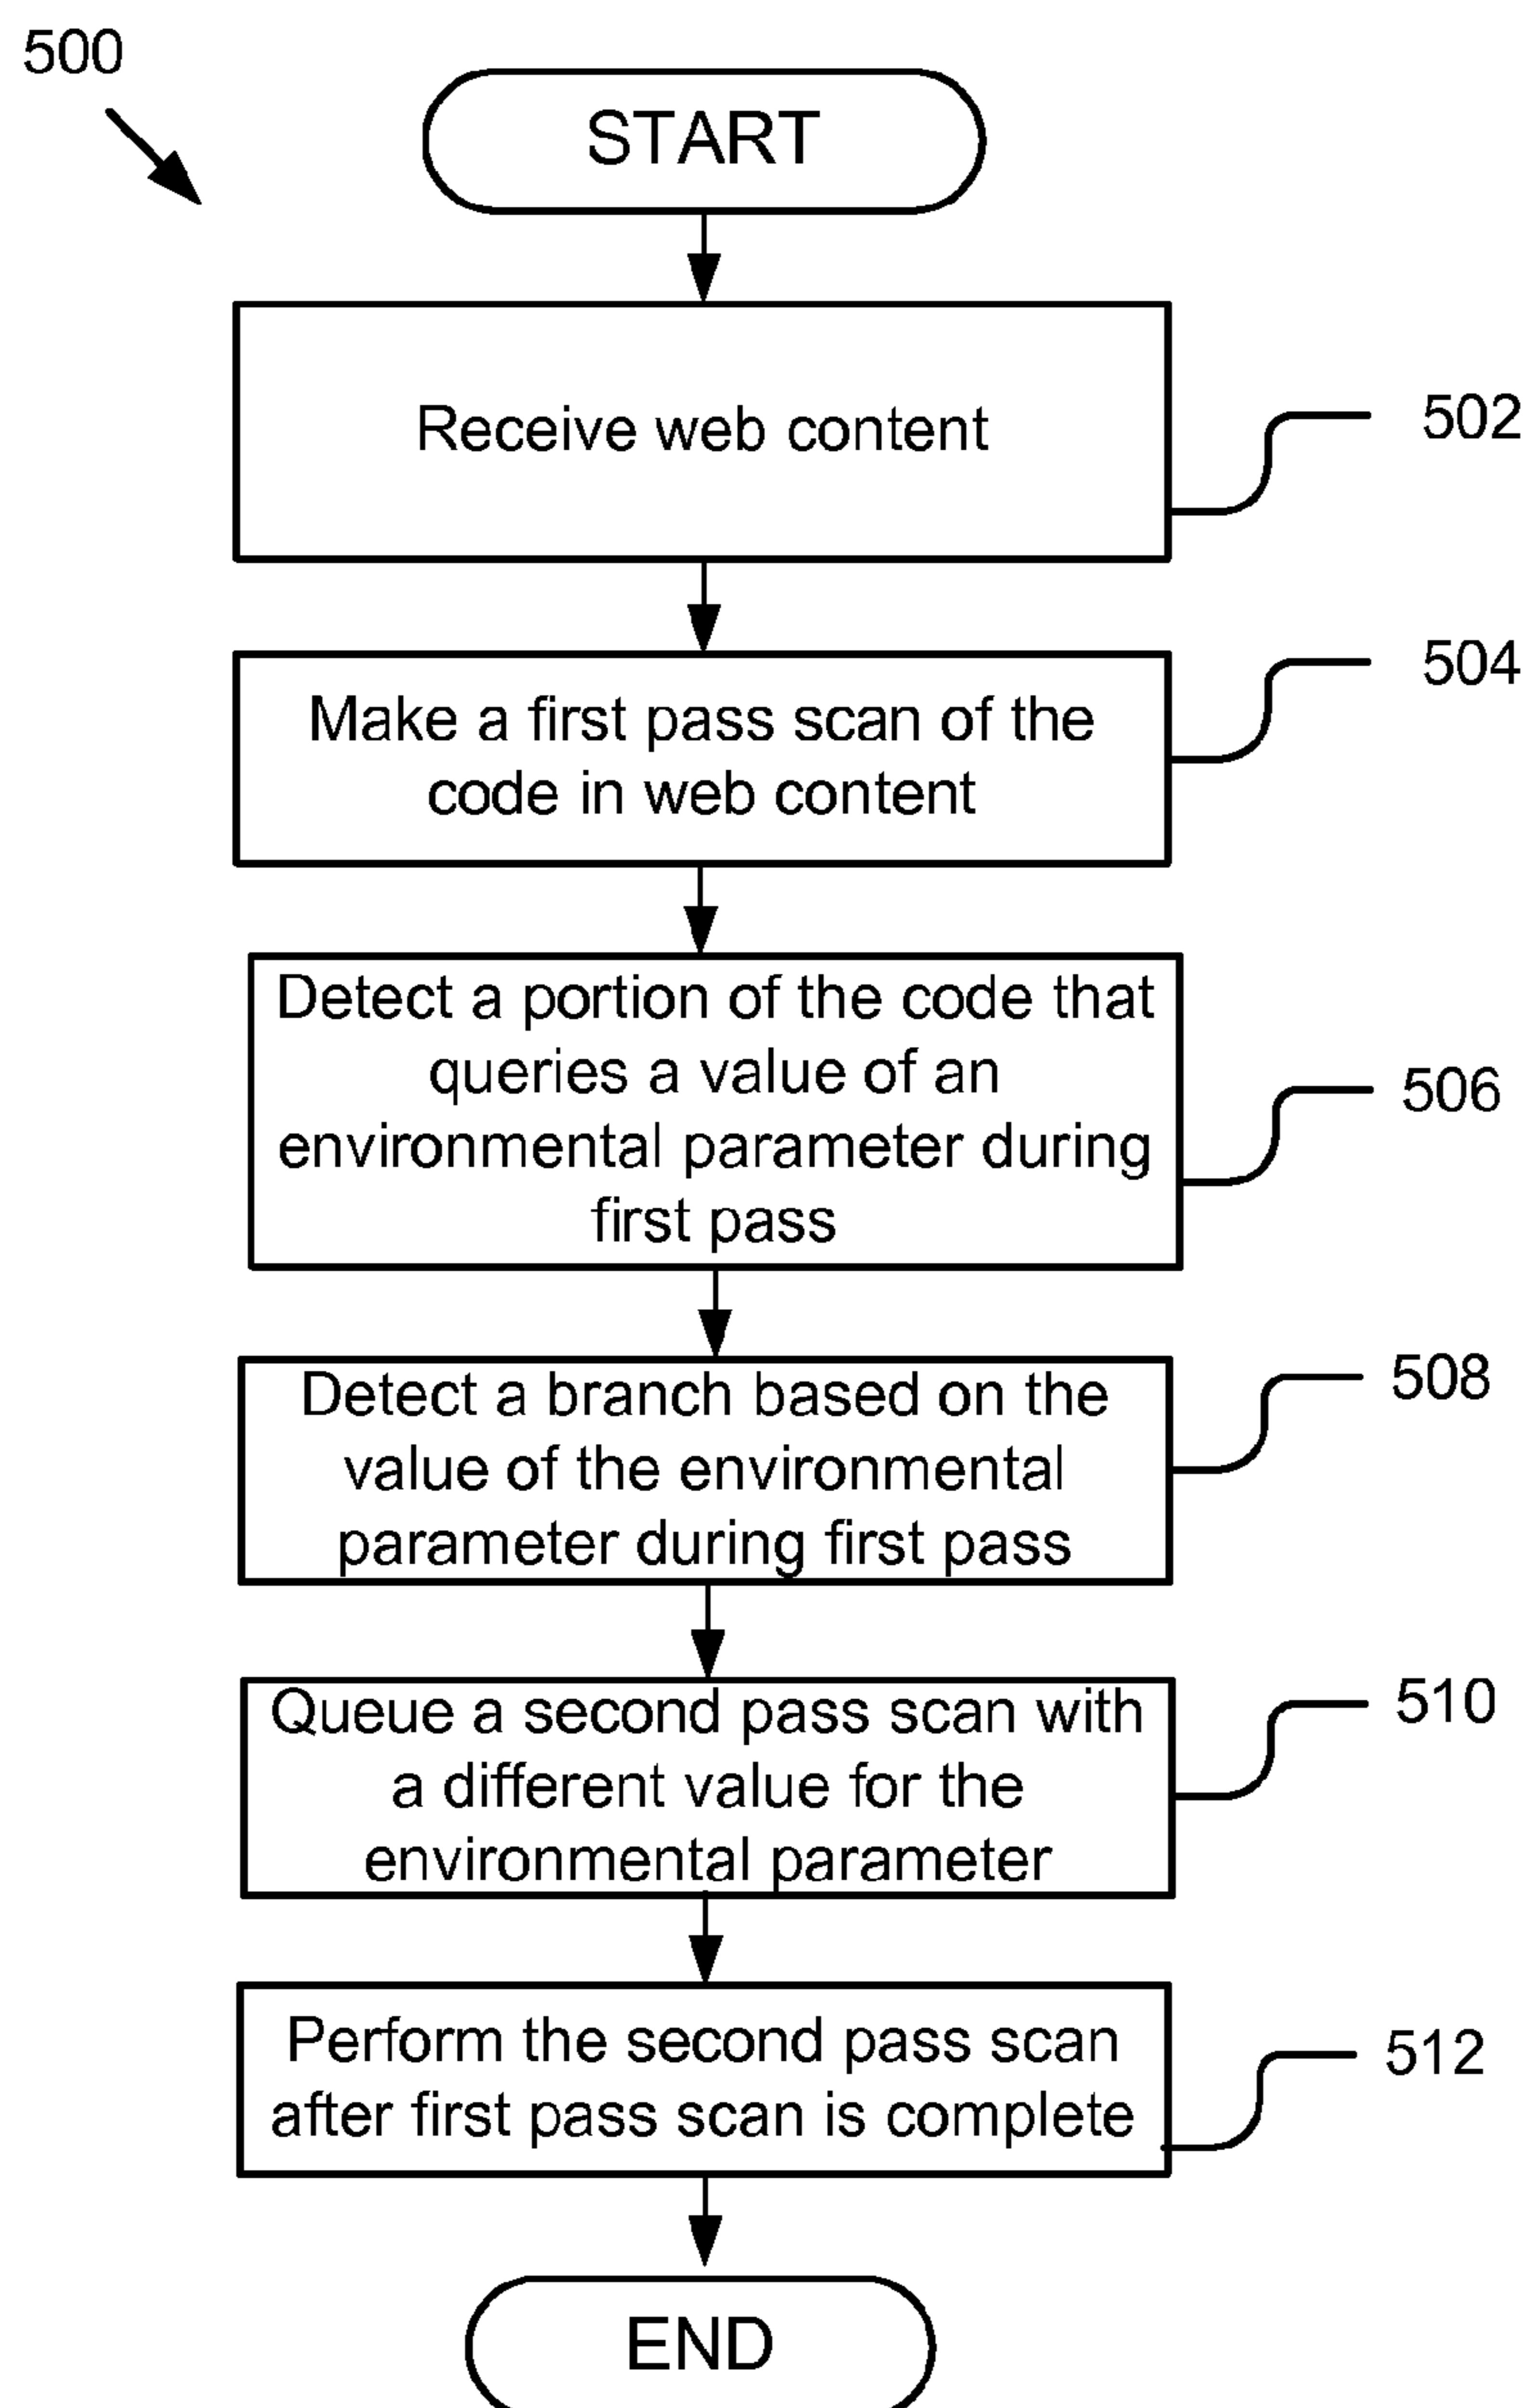 500
START
Receive web content
502
Make a first pass scan of the
code in web content
504
Detect a portion of the code that
queries a value of an
environmental parameter during
first pass
506
Detect a branch based on the
value of the environmental
parameter during first pass
508
Queue a second pass scan with
a different value for the
environmental parameter
510
Perform the second pass scan
after first pass scan is complete
512
END